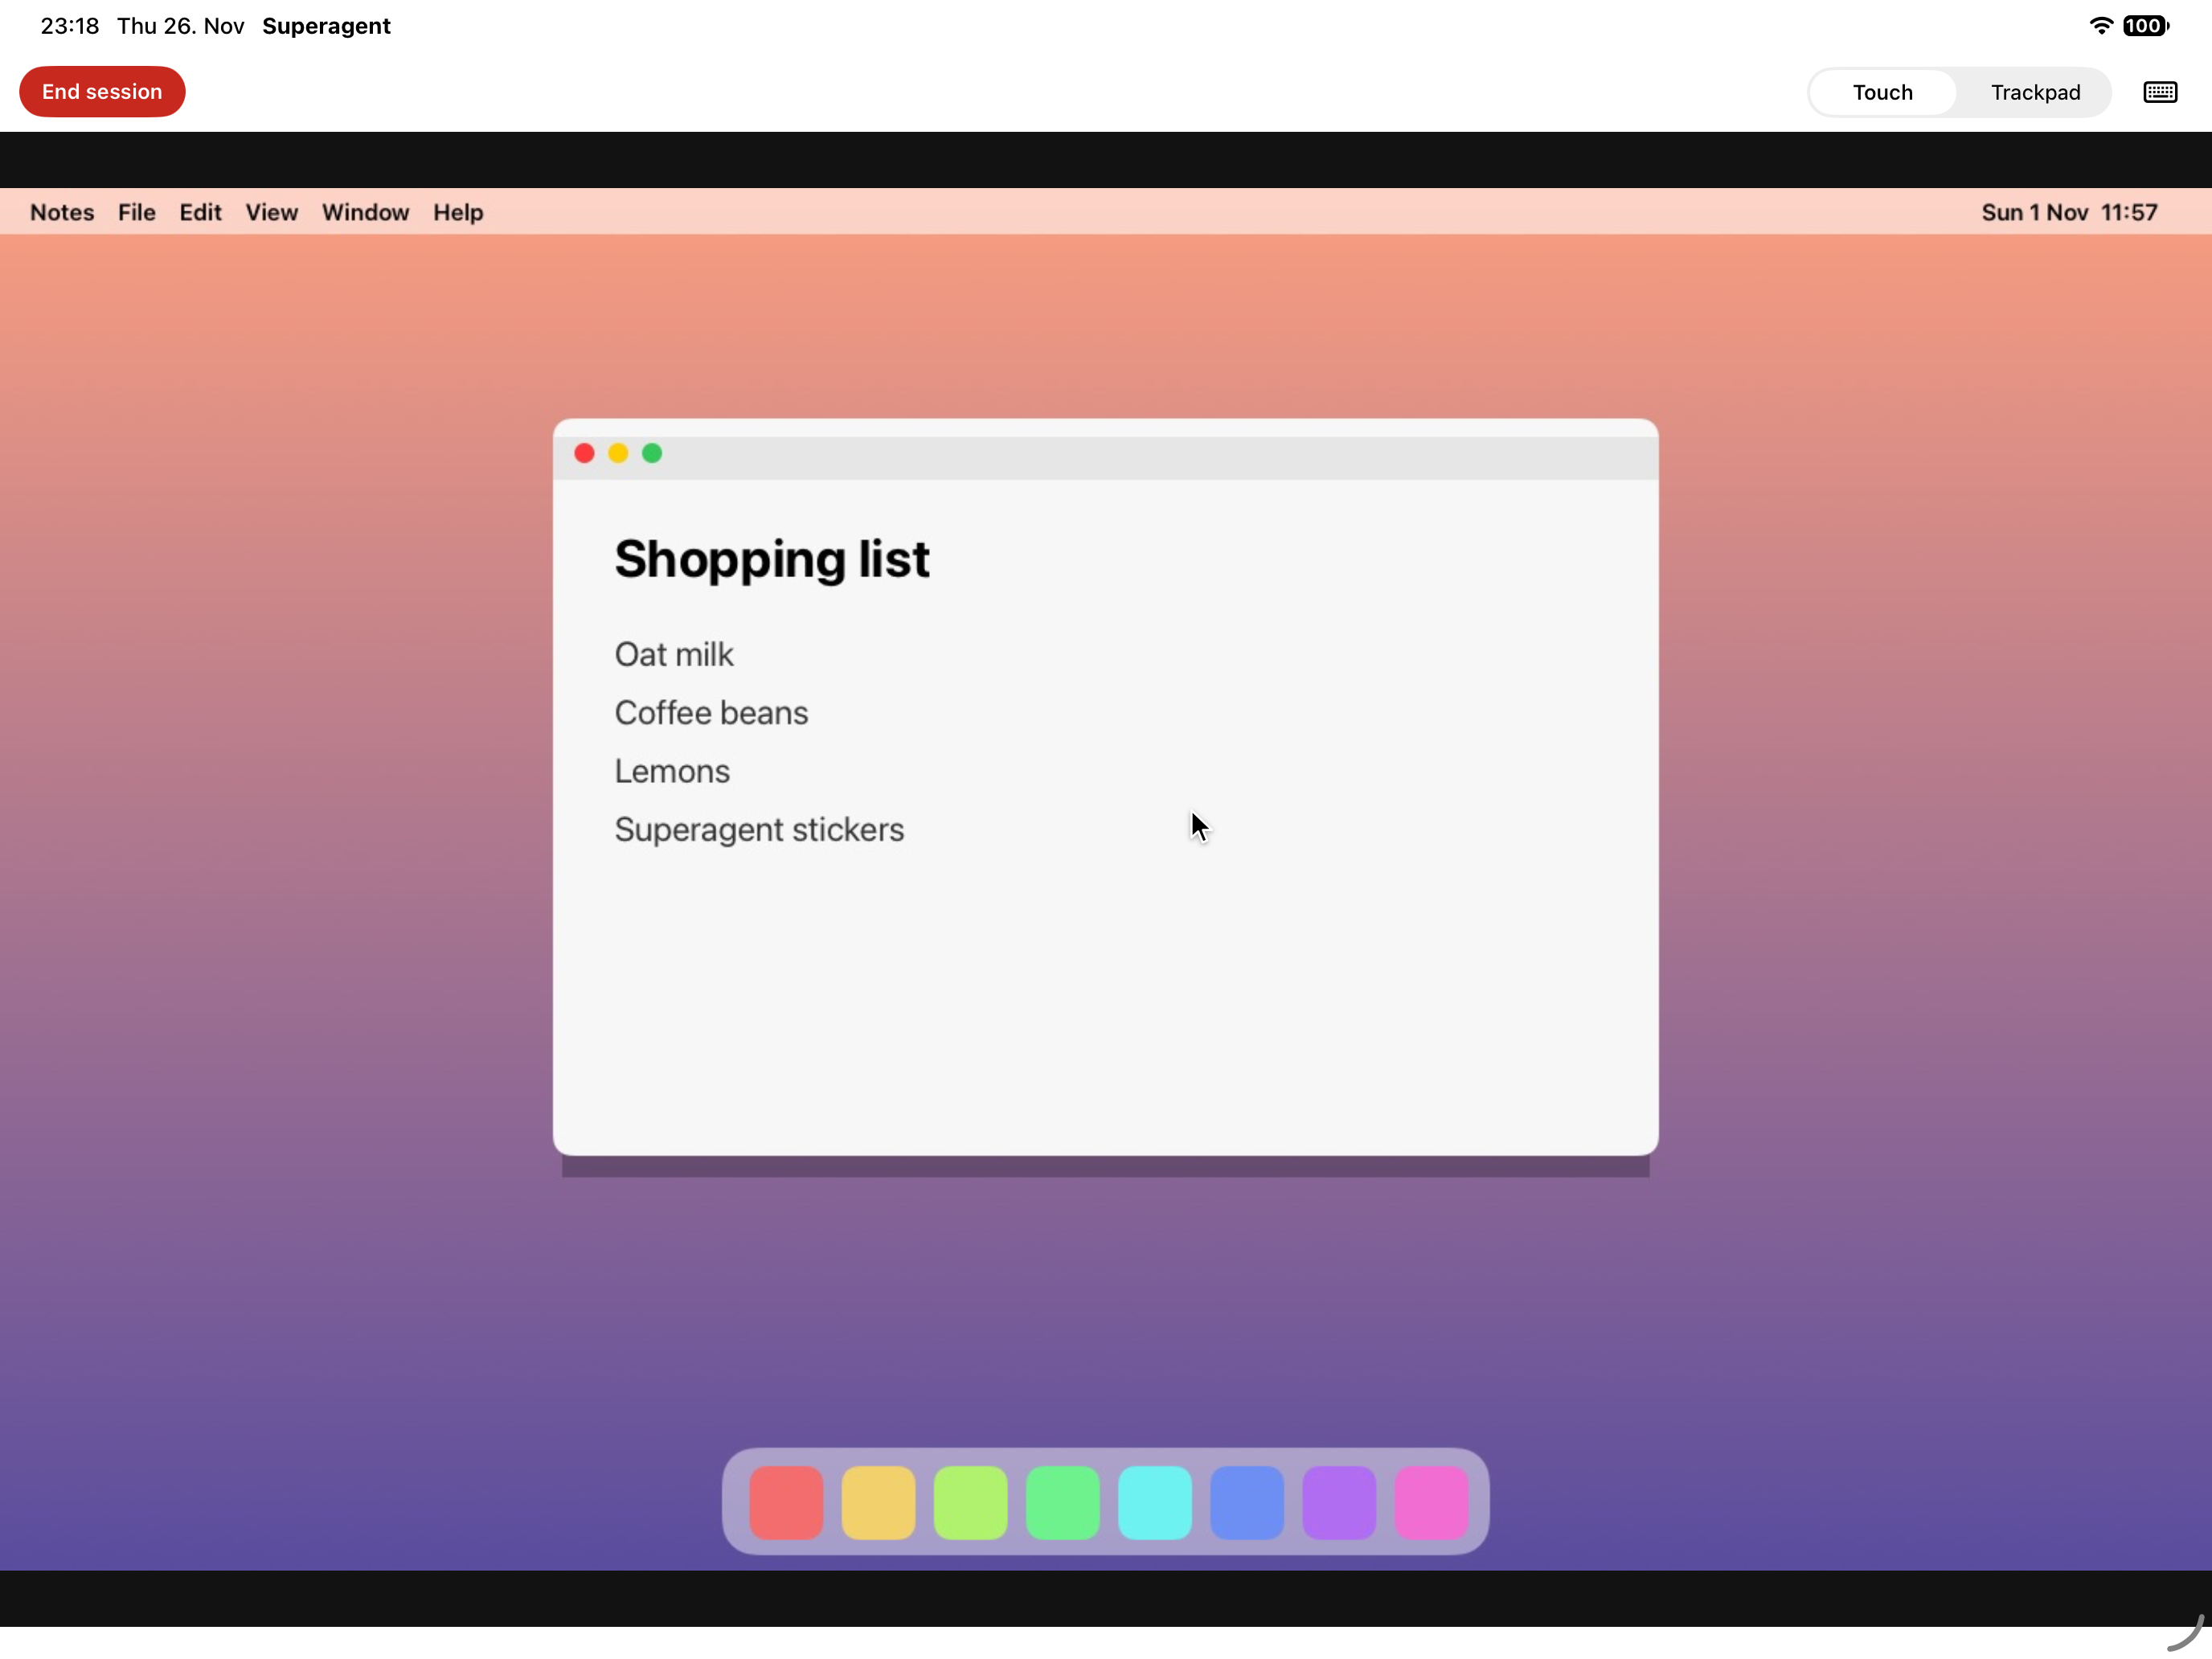 23:18 Thu 26. Nov Superagent 100
End session Touch Trackpad
Notes File Edit View Window Help Sun 1 Nov 11:57
Shopping list
Oat milk
Coffee beans
Lemons
Superagent stickers